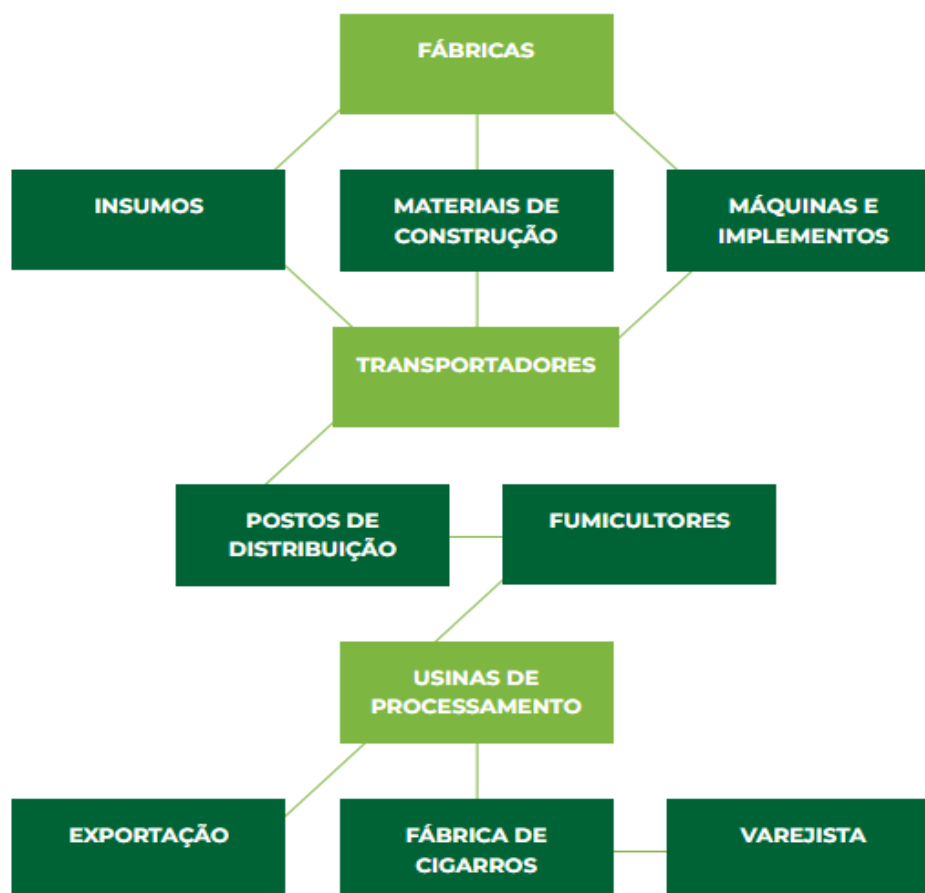 FÁBRICAS
INSUMOS
MATERIAIS DE
CONSTRUÇÃO
MÁQUINAS E
IMPLEMENTOS
TRANSPORTADORES
POSTOS DE
DISTRIBUIÇÃO
FUMICULTORES
USINAS DE
PROCESSAMENTO
EXPORTAÇÃO
FÁBRICA DE
CIGARROS
VAREJISTA